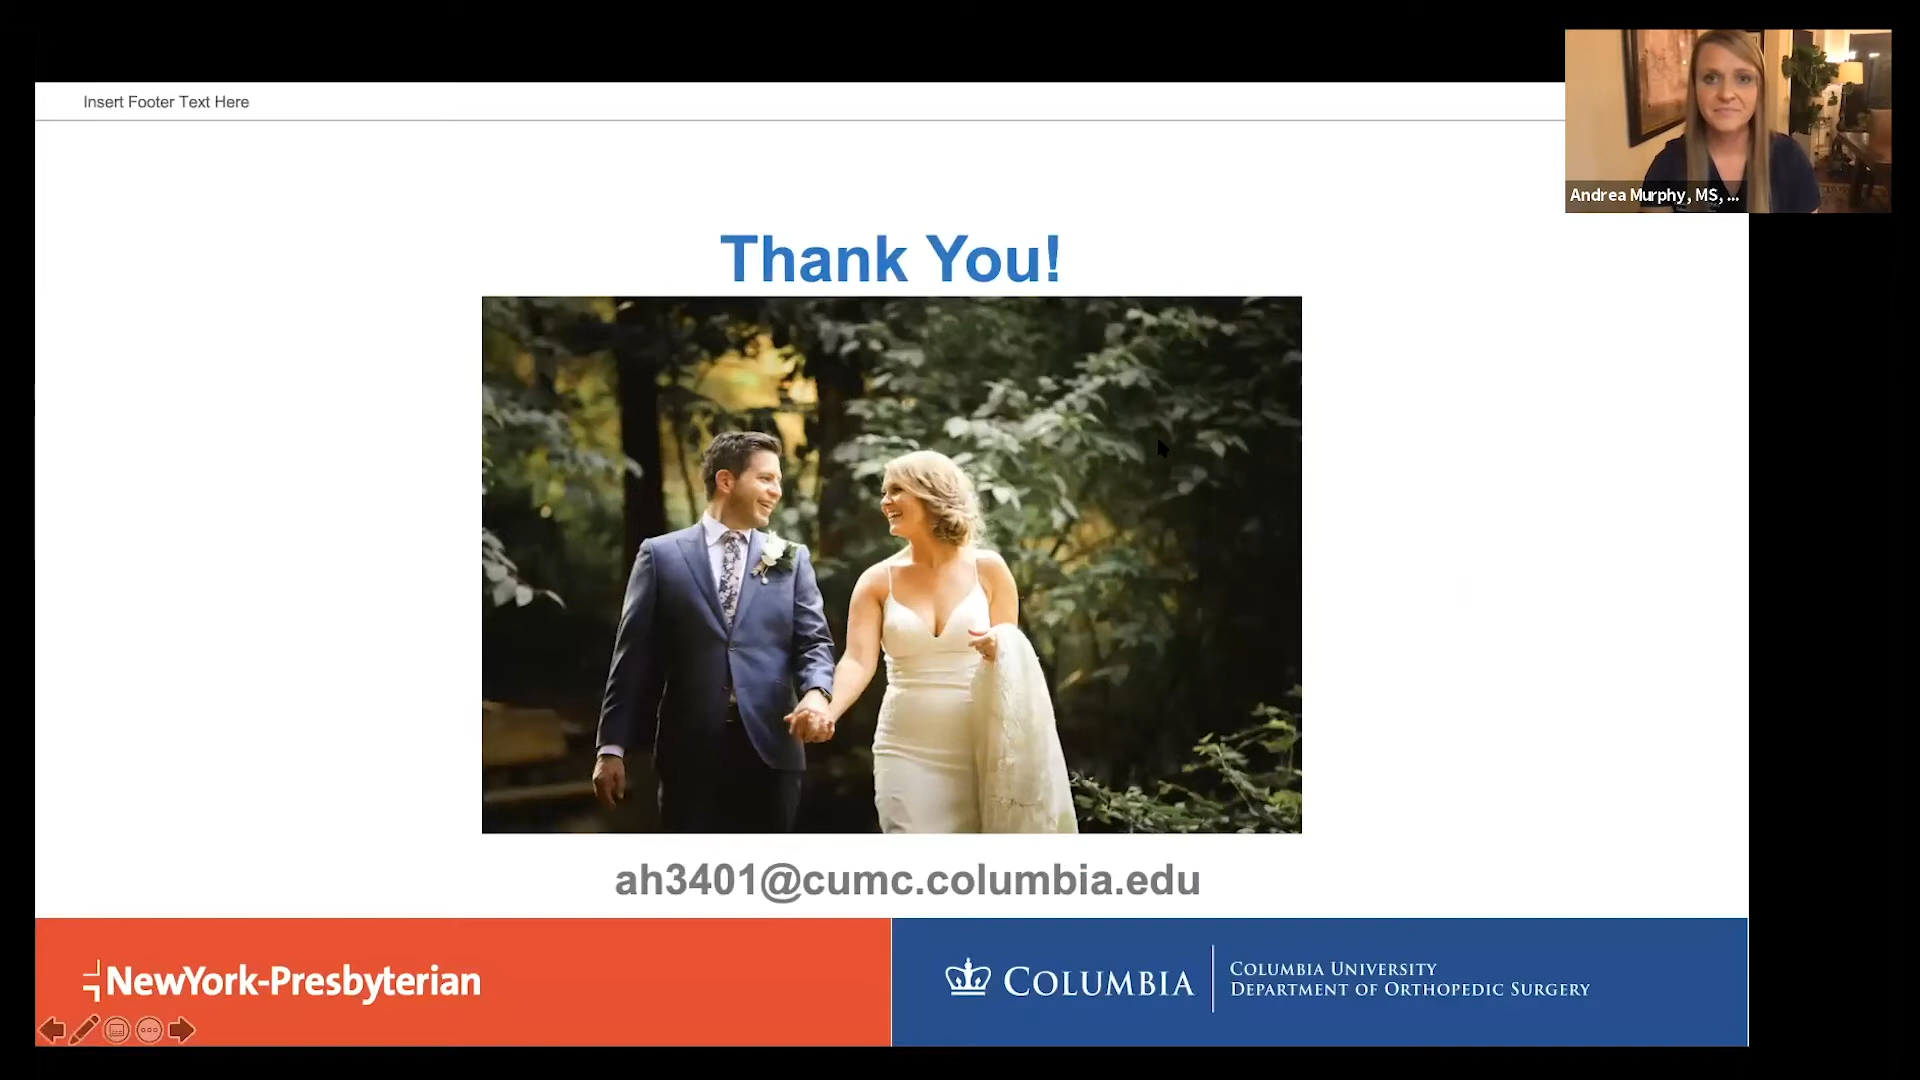 Insert Footer Text Here
Andrea Murphy, MS, ...
Thank You!
ah3401@cumc.columbia.edu
NewYork-Presbyterian
COLUMBIA
COLUMBIA UNIVERSITY
DEPARTMENT OF ORTHOPEDIC SURGERY